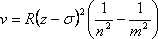 v = R(z − σ)² (1/n² − 1/m²)